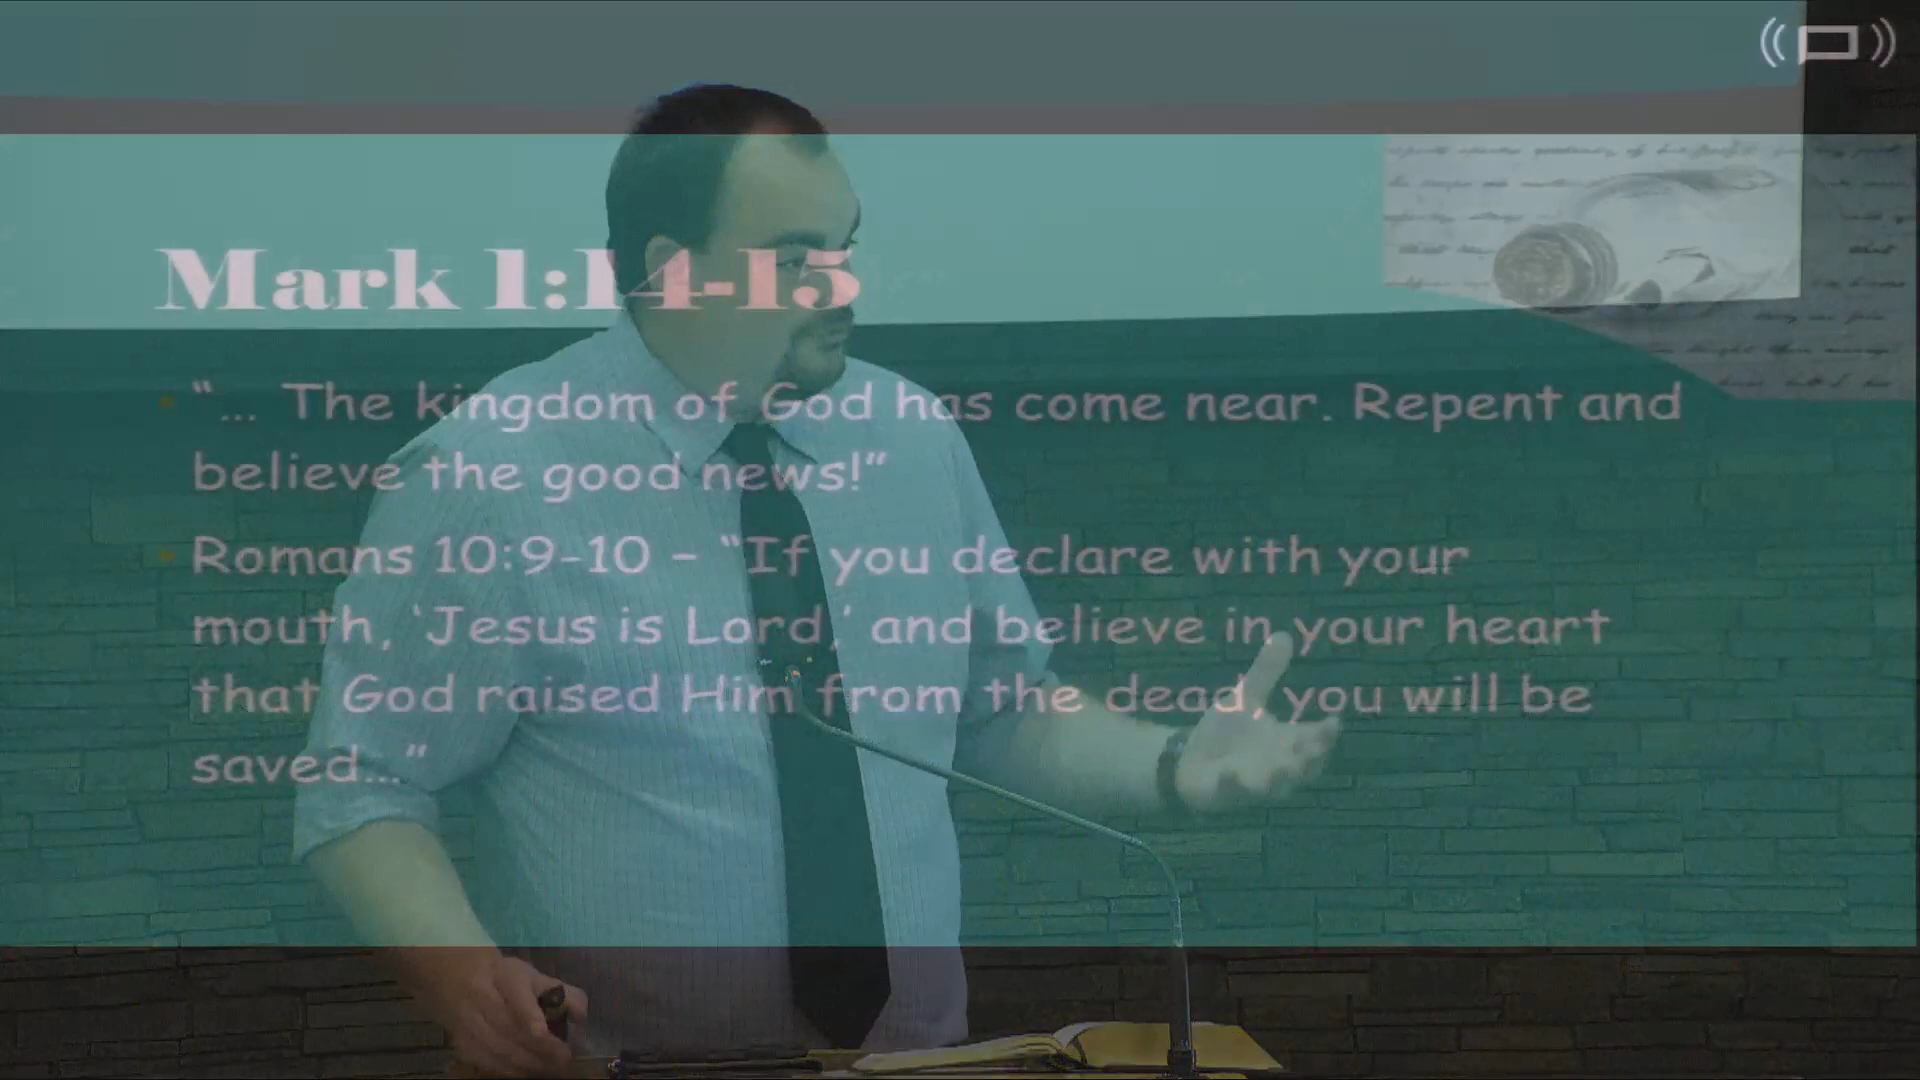 Mark 1:14-15
“... The kingdom of God has come near. Repent and
believe the good news!”
Romans 10:9-10 – “If you declare with your
mouth, ‘Jesus is Lord,’ and believe in your heart
that God raised Him from the dead, you will be
saved...”